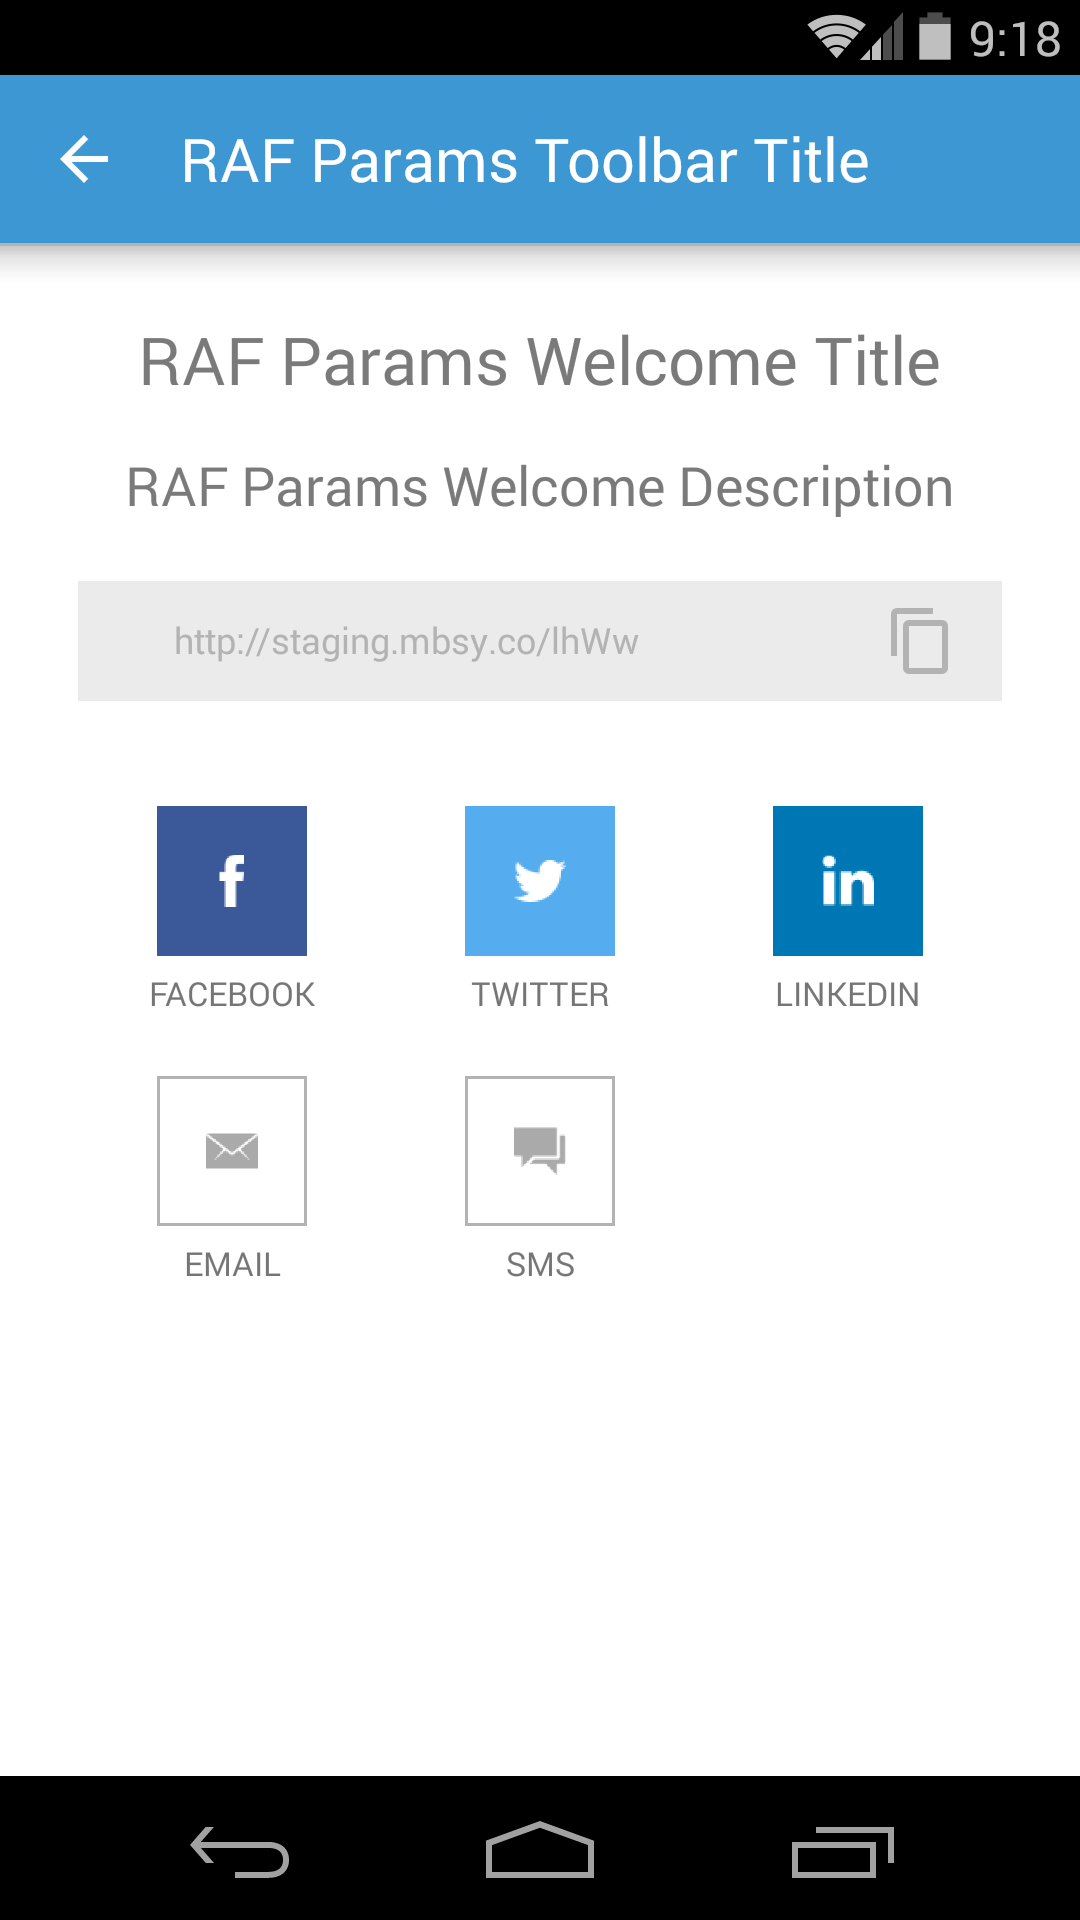 9:18
RAF Params Toolbar Title
RAF Params Welcome Title
RAF Params Welcome Description
http://staging.mbsy.co/lhWw
f
in
FACEBOOK
TWITTER
LINKEDIN
EMAIL
SMS